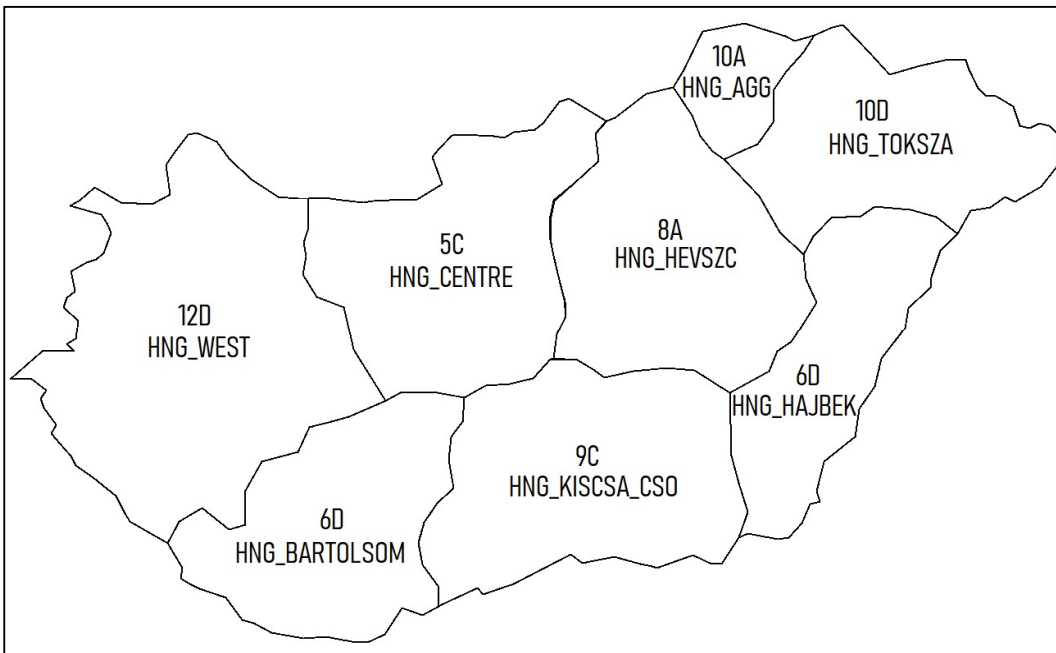 10A
HNG_AGG
10D
HNG_TOKSZA
5C
HNG_CENTRE
8A
HNG_HEVSZC
12D
HNG_WEST
6D
HNG_HAJBEK
9C
HNG_KISCSA_CSO
6D
HNG_BARTOLSOM